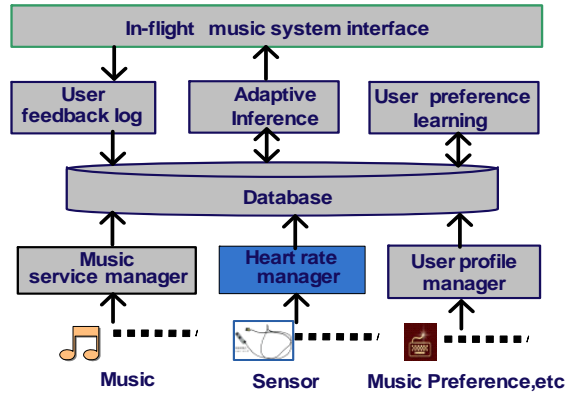 In-flight music system interface
User
feedback log
Adaptive
Inference
User preference
learning
Database
Music
service manager
Heart rate
manager
User profile
manager
Music
Sensor
Music Preference,etc